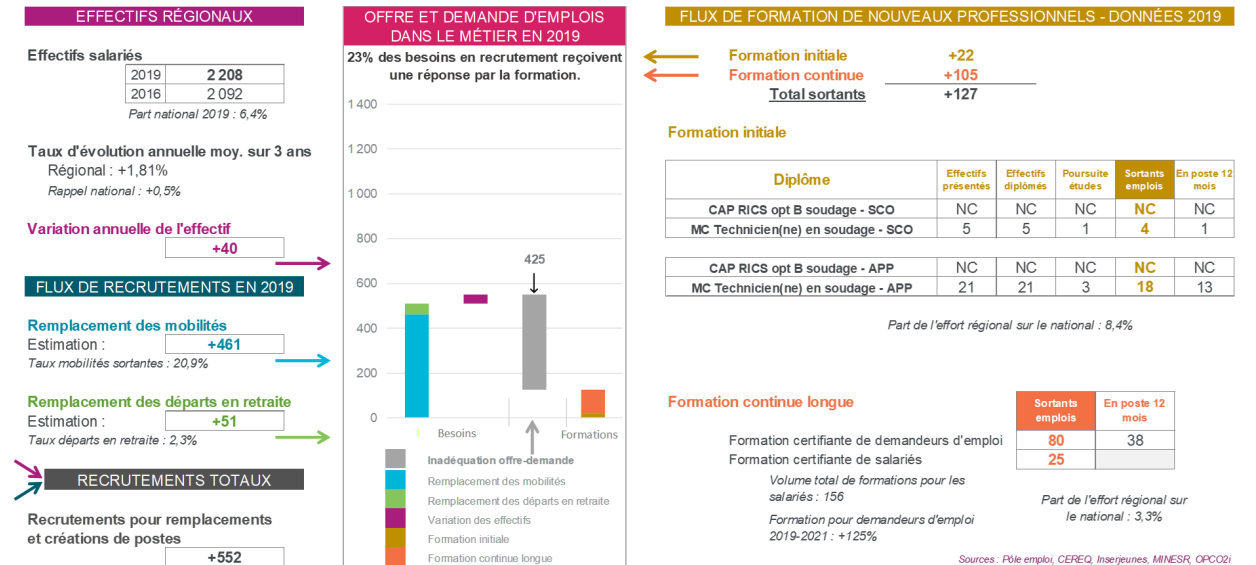 EFFECTIFS RÉGIONAUX
Effectifs salariés
2019 2 208
2016 2 092
Part national 2019 : 6,4%
Taux d'évolution annuelle moy. sur 3 ans
Régional : +1,81%
Rappel national : +0,5%
Variation annuelle de l'effectif
+40
FLUX DE RECRUTEMENTS EN 2019
Remplacement des mobilités
Estimation : +461
Taux mobilités sortantes : 20,9%
Remplacement des départs en retraite
Estimation : +51
Taux départs en retraite : 2,3%
RECRUTEMENTS TOTAUX
Recrutements pour remplacements
et créations de postes
+552
OFFRE ET DEMANDE D'EMPLOIS
DANS LE MÉTIER EN 2019
23% des besoins en recrutement reçoivent
une réponse par la formation.
1 400
1 200
1 000
800
600
400
200
0
425
Besoins
Formations
Inadéquation offre-demande
Remplacement des mobilités
Remplacement des départs en retraite
Variation des effectifs
Formation initiale
Formation continue longue
FLUX DE FORMATION DE NOUVEAUX PROFESSIONNELS - DONNÉES 2019
Formation initiale +22
Formation continue +105
Total sortants +127
Formation initiale
Diplôme Effectifs présentés Effectifs diplômés Poursuite études Sortants emplois En poste 12 mois
CAP RICS opt B soudage - SCO NC NC NC NC NC
MC Technicien(ne) en soudage - SCO 5 5 1 4 1
CAP RICS opt B soudage - APP NC NC NC NC NC
MC Technicien(ne) en soudage - APP 21 21 3 18 13
Part de l'effort régional sur le national : 8,4%
Formation continue longue
Sortants emplois En poste 12 mois
Formation certifiante de demandeurs d'emploi 80 38
Formation certifiante de salariés 25
Volume total de formations pour les
salariés : 156
Formation pour demandeurs d'emploi
2019-2021 : +125%
Part de l'effort régional sur
le national : 3,3%
Sources : Pôle emploi, CEREQ, Inserjeunes, MINESR, OPCO2i